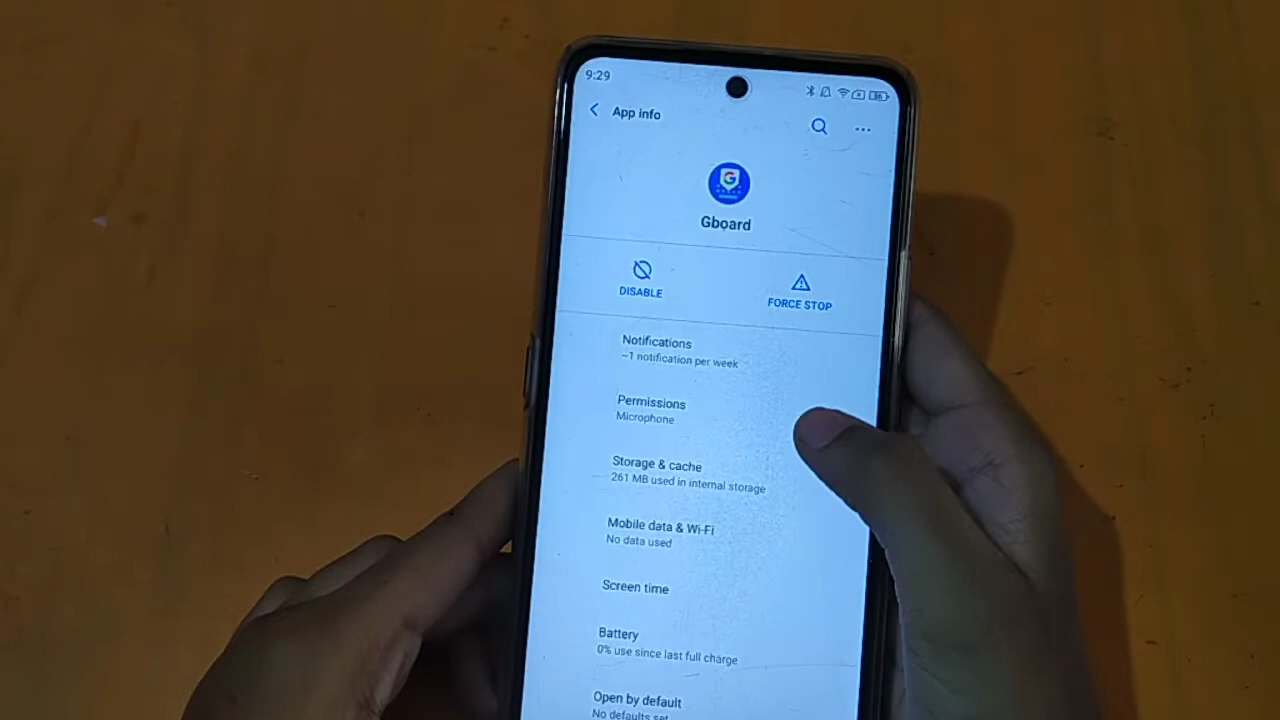 9:29
App info
Gboard
DISABLE
FORCE STOP
Notifications
~1 notification per week
Permissions
Microphone
Storage & cache
261 MB used in internal storage
Mobile data & Wi-Fi
No data used
Screen time
Battery
0% use since last full charge
Open by default
No defaults set